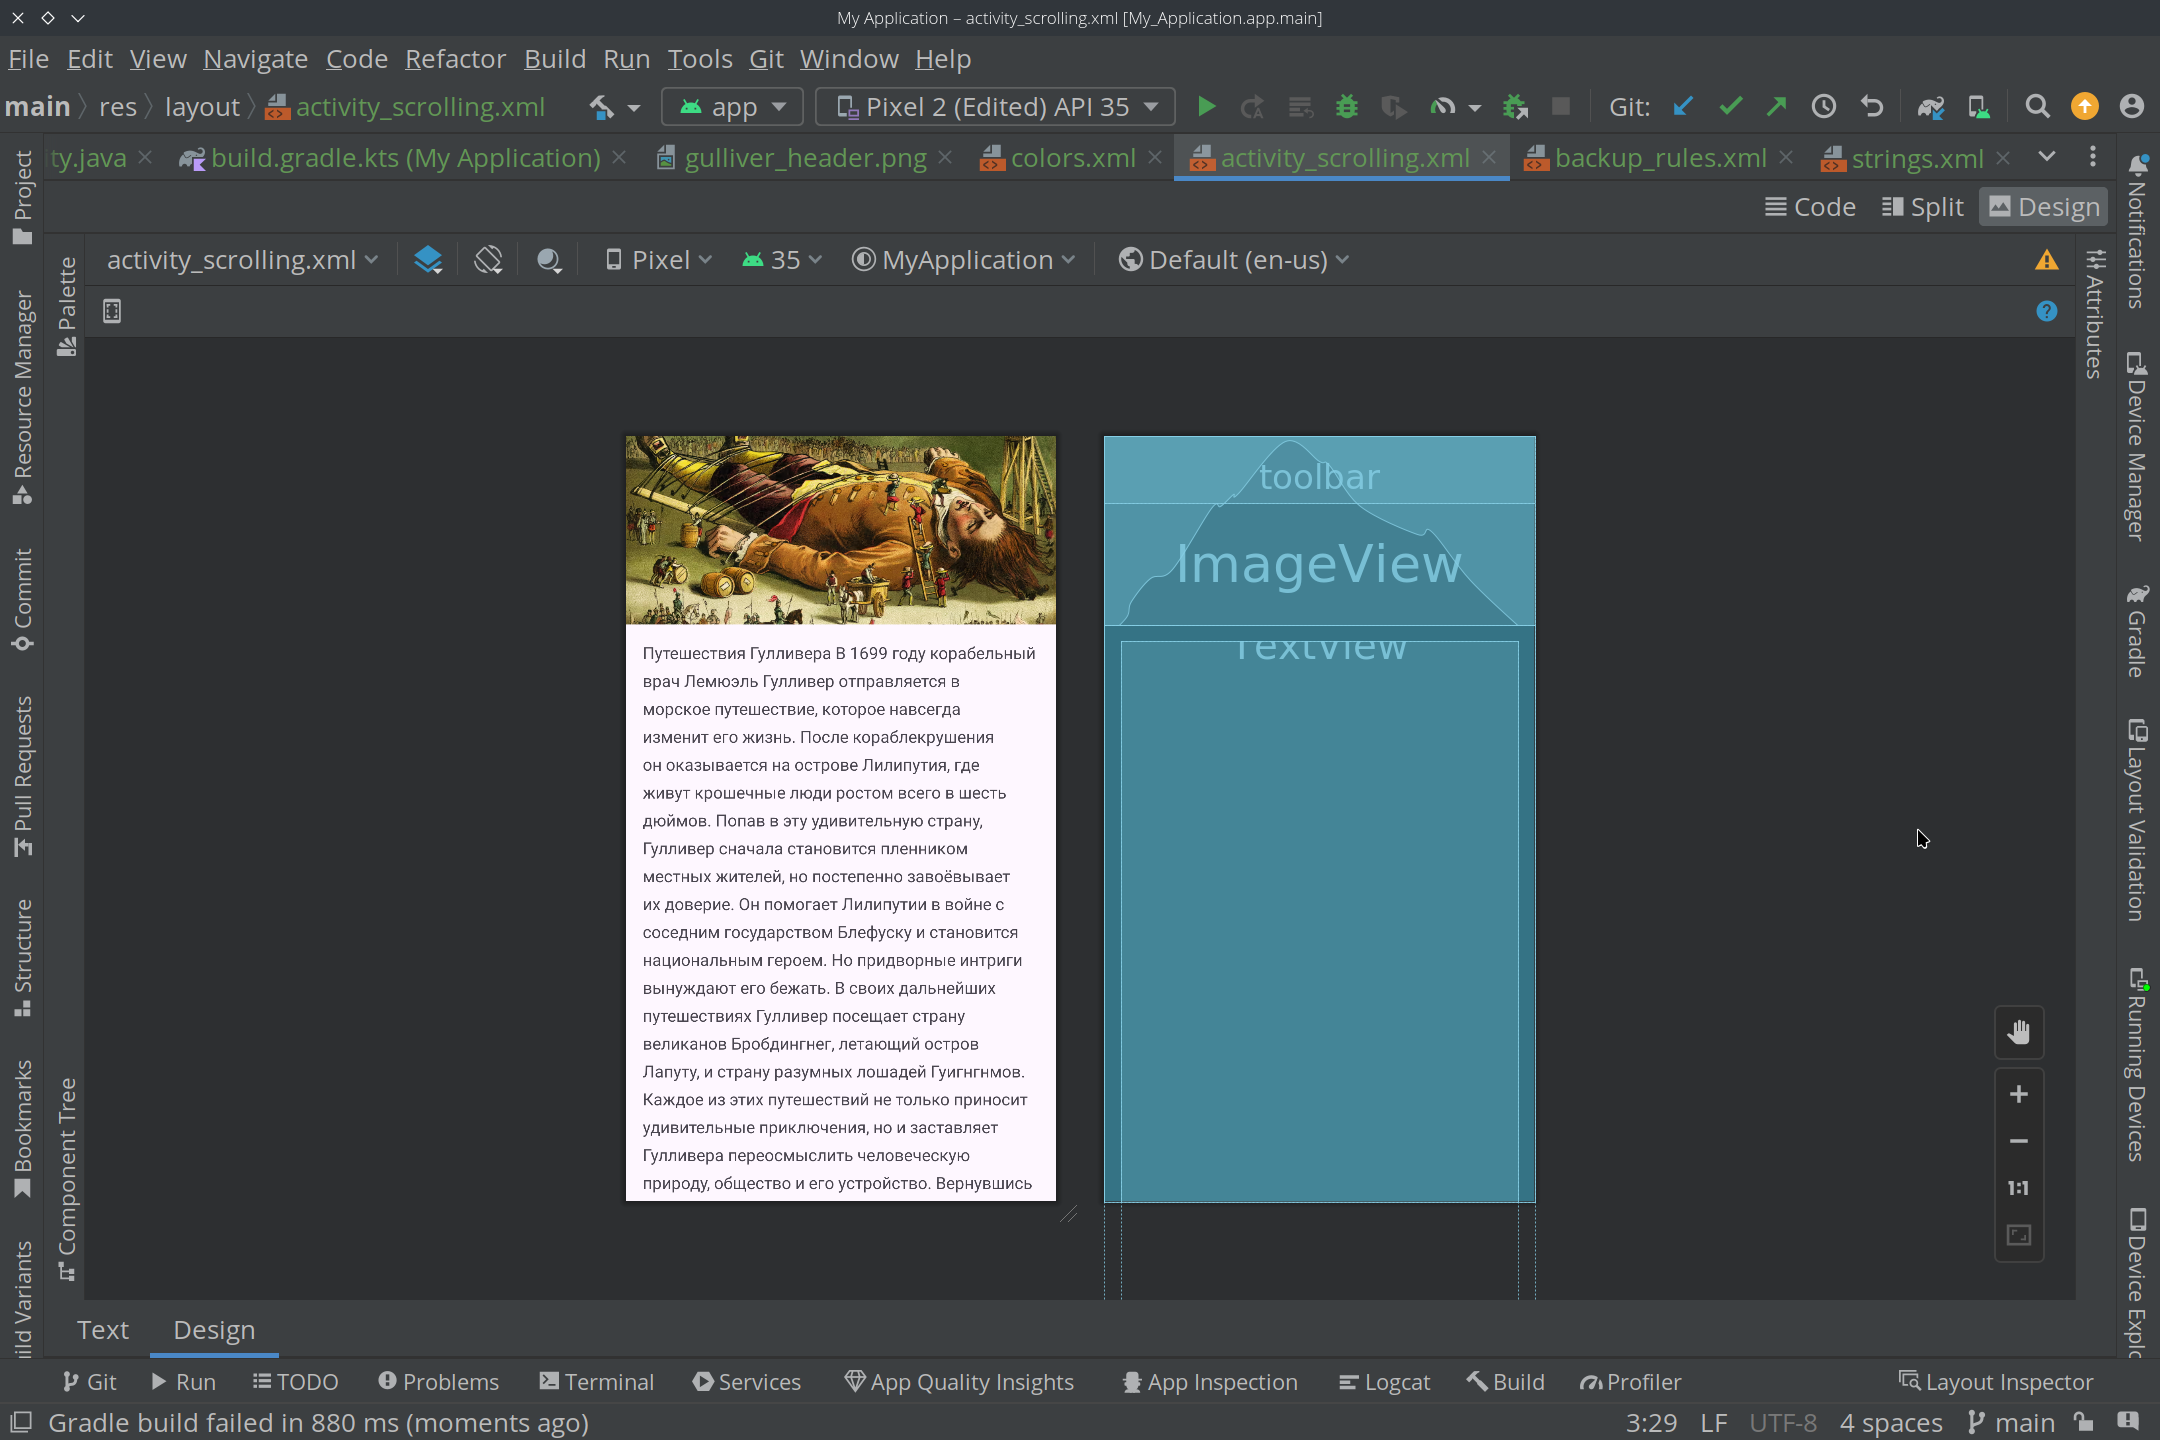 My Application – activity_scrolling.xml [My_Application.app.main]
File Edit View Navigate Code Refactor Build Run Tools Git Window Help
main res layout activity_scrolling.xml app Pixel 2 (Edited) API 35 Git:
ty.java build.gradle.kts (My Application) gulliver_header.png colors.xml activity_scrolling.xml backup_rules.xml strings.xml
Code Split Design
activity_scrolling.xml Pixel 35 MyApplication Default (en-us)
Project
Resource Manager
Commit
Pull Requests
Structure
Bookmarks
ild Variants
Palette
Component Tree
toolbar
ImageView
TextView
Путешествия Гулливера В 1699 году корабельный
врач Лемюэль Гулливер отправляется в
морское путешествие, которое навсегда
изменит его жизнь. После кораблекрушения
он оказывается на острове Лилипутия, где
живут крошечные люди ростом всего в шесть
дюймов. Попав в эту удивительную страну,
Гулливер сначала становится пленником
местных жителей, но постепенно завоёвывает
их доверие. Он помогает Лилипутии в войне с
соседним государством Блефуску и становится
национальным героем. Но придворные интриги
вынуждают его бежать. В своих дальнейших
путешествиях Гулливер посещает страну
великанов Бробдингнег, летающий остров
Лапуту, и страну разумных лошадей Гуигнгнмов.
Каждое из этих путешествий не только приносит
удивительные приключения, но и заставляет
Гулливера переосмыслить человеческую
природу, общество и его устройство. Вернувшись
1:1
Attributes
Notifications
Device Manager
Gradle
Layout Validation
Running Devices
Device Explo
Text Design
Git Run TODO Problems Terminal Services App Quality Insights App Inspection Logcat Build Profiler Layout Inspector
Gradle build failed in 880 ms (moments ago) 3:29 LF UTF-8 4 spaces main